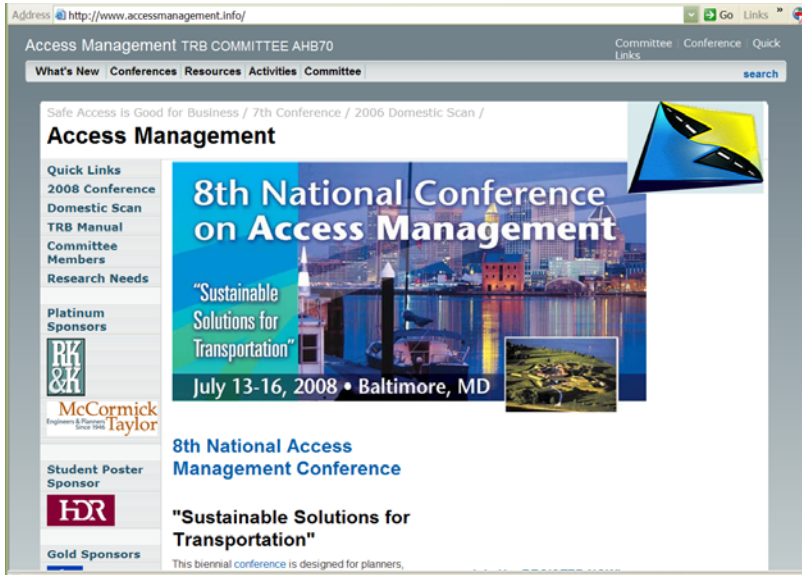 Address http://www.accessmanagement.info/
Go Links »
Access Management TRB COMMITTEE AHB70
Committee | Conference | Quick
Links
What's New Conferences Resources Activities Committee
search
Safe Access is Good for Business / 7th Conference / 2006 Domestic Scan /
Access Management
Quick Links
2008 Conference
Domestic Scan
TRB Manual
Committee
Members
Research Needs
Platinum
Sponsors
RK
&K
McCormick
Engineers & Planners
Since 1946
Taylor
Student Poster
Sponsor
HDR
Gold Sponsors
8th National Conference
on Access Management
"Sustainable
Solutions for
Transportation"
July 13-16, 2008 • Baltimore, MD
8th National Access
Management Conference
"Sustainable Solutions for
Transportation"
This biennial conference is designed for planners,